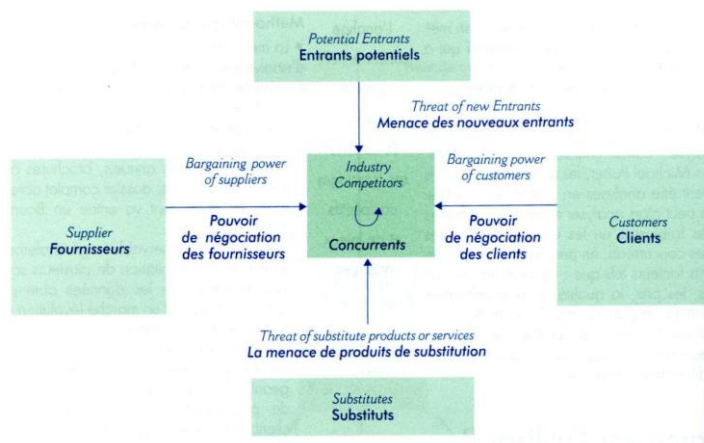 Potential Entrants
Entrants potentiels
Threat of new Entrants
Menace des nouveaux entrants
Bargaining power
of suppliers
Industry
Competitors
Bargaining power
of customers
Supplier
Fournisseurs
Pouvoir
de négociation
des fournisseurs
Concurrents
Pouvoir
de négociation
des clients
Customers
Clients
Threat of substitute products or services
La menace de produits de substitution
Substitutes
Substituts